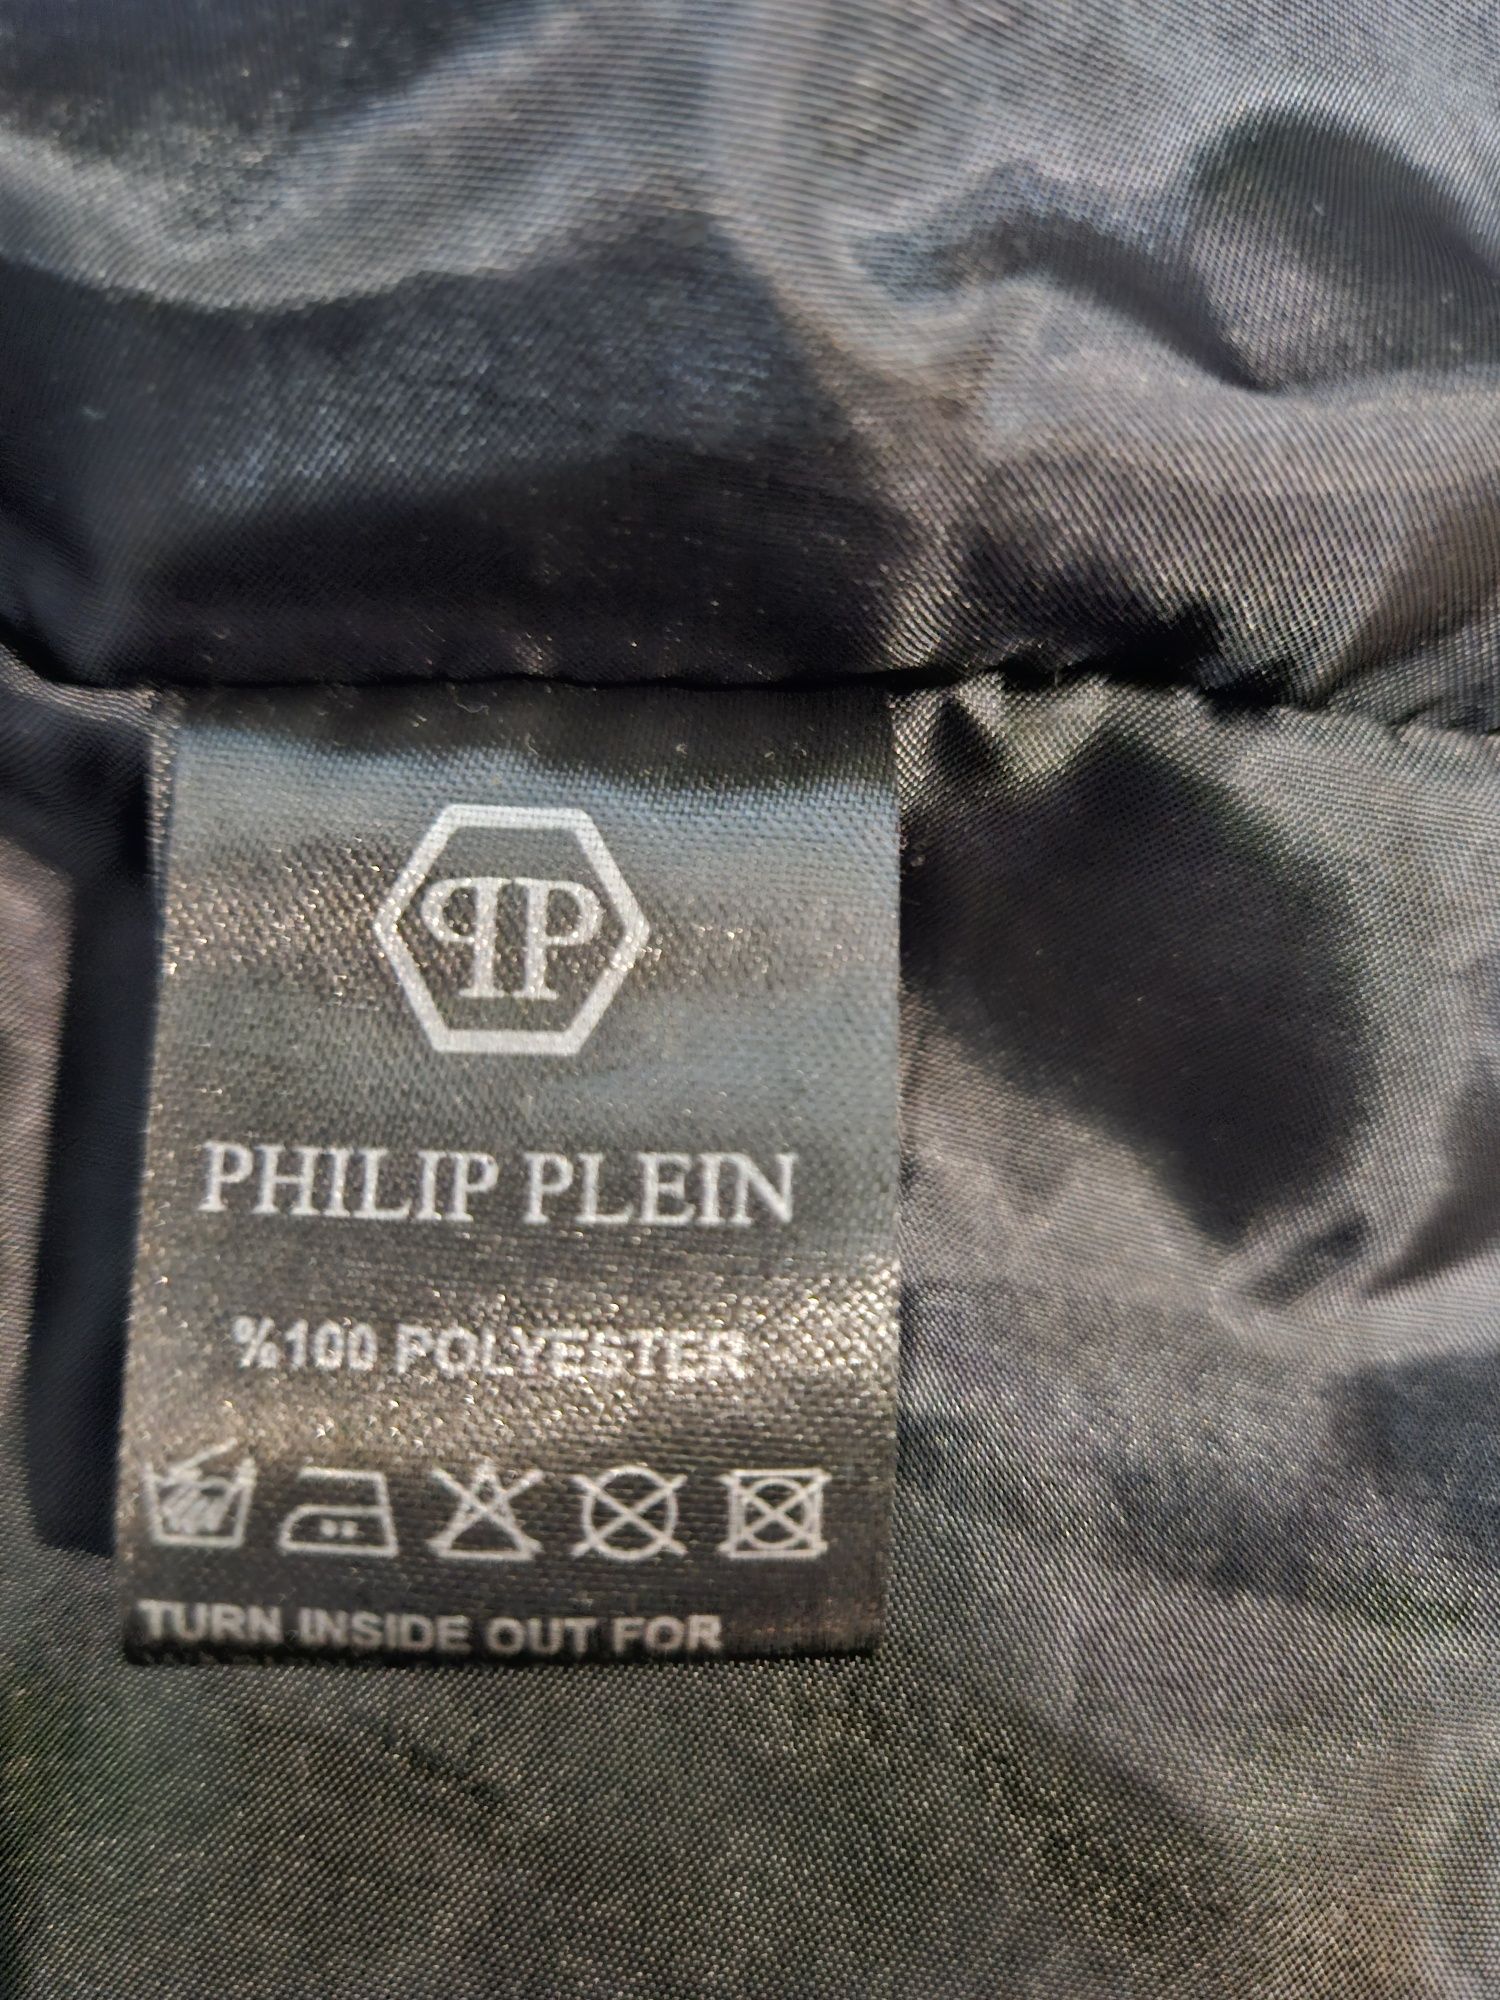 PP
PHILIP PLEIN
%100 POLYESTER
TURN INSIDE OUT FOR